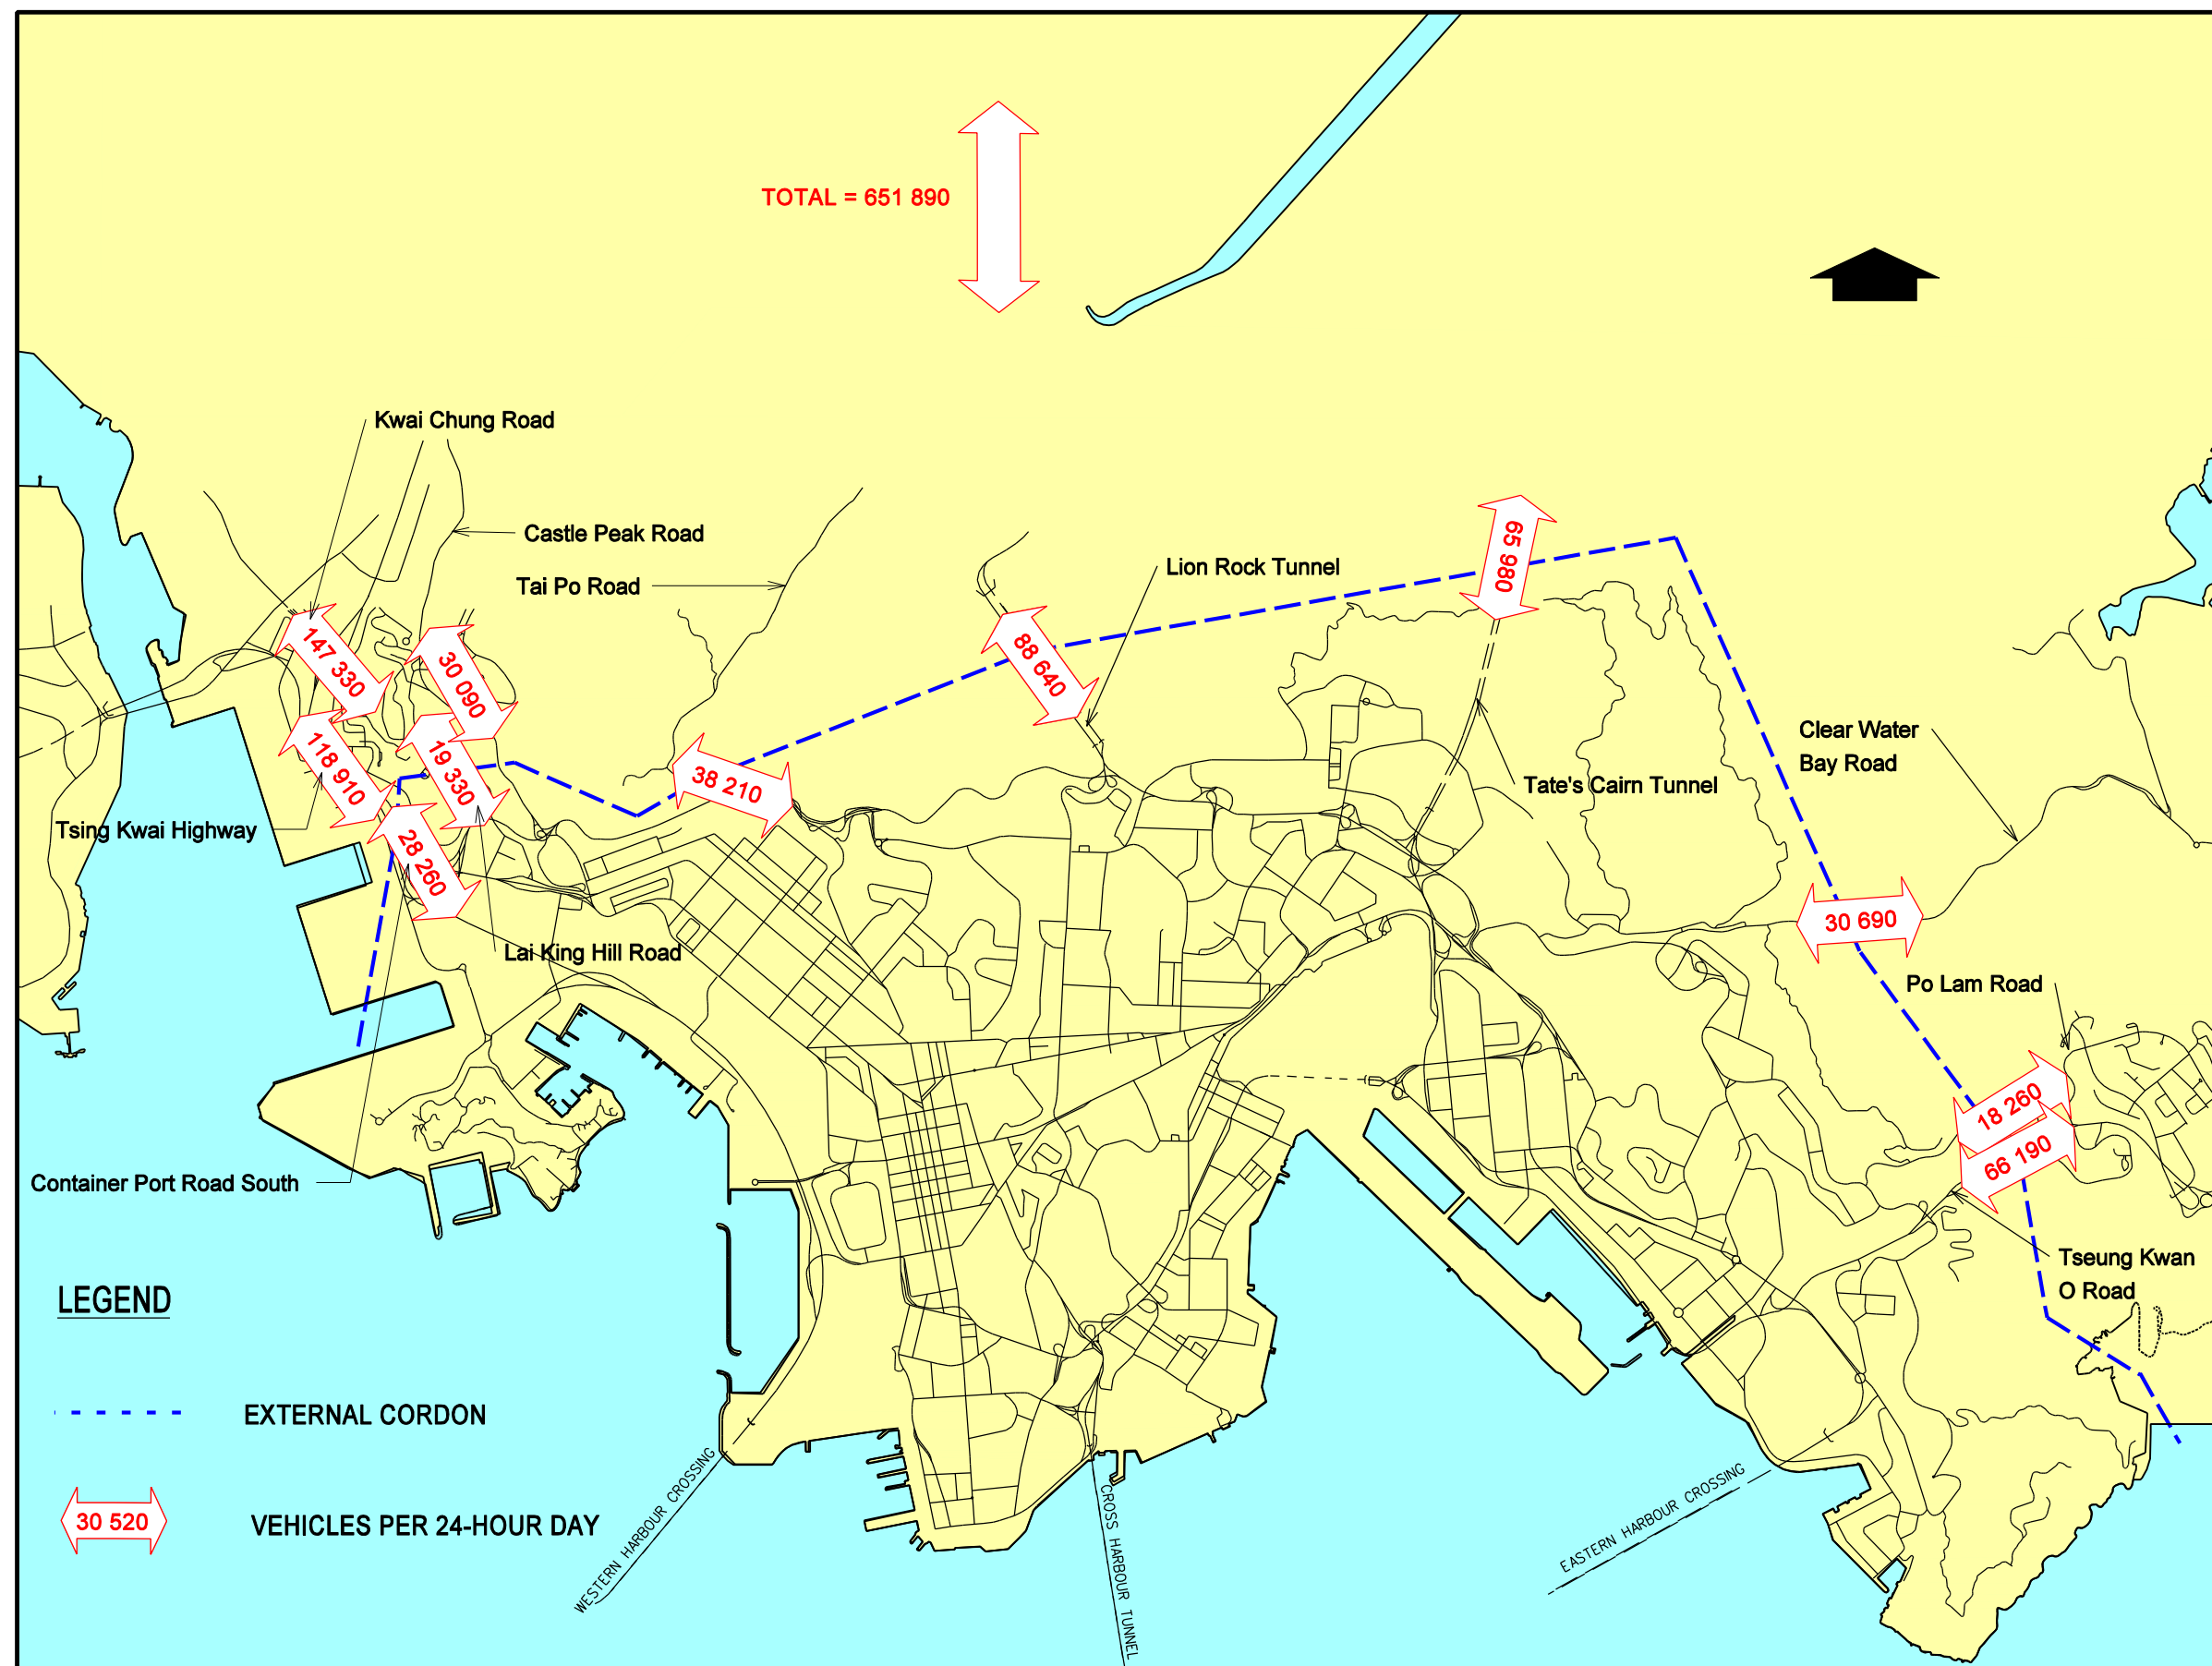 TOTAL = 651 890
Kwai Chung Road
Castle Peak Road
Tai Po Road
Lion Rock Tunnel
65 980
147 330
30 090
88 640
Clear Water
Bay Road
118 910
19 330
38 210
Tate's Cairn Tunnel
Tsing Kwai Highway
28 260
30 690
Lai King Hill Road
Po Lam Road
18 260
66 190
Container Port Road South
Tseung Kwan
O Road
LEGEND
EXTERNAL CORDON
30 520
VEHICLES PER 24-HOUR DAY
WESTERN HARBOUR CROSSING
CROSS HARBOUR TUNNEL
EASTERN HARBOUR CROSSING